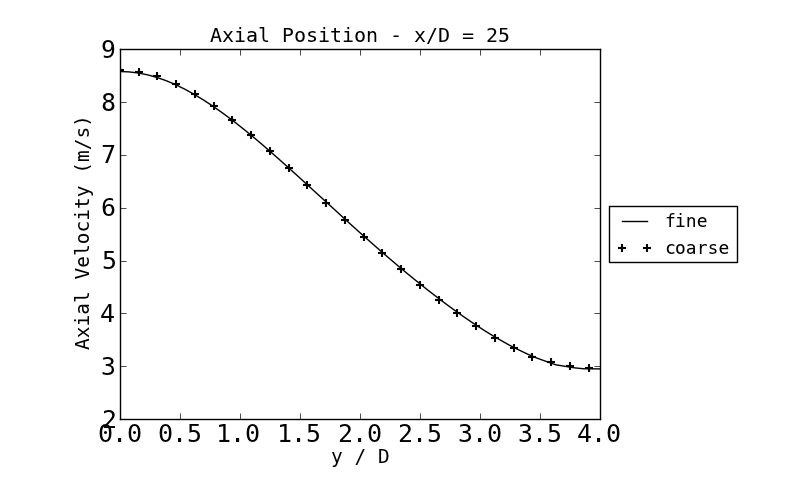 Axial Position - x/D = 25
9
8
7
6
5
4
3
2
Axial Velocity (m/s)
0.0 0.5 1.0 1.5 2.0 2.5 3.0 3.5 4.0
y / D
fine
coarse